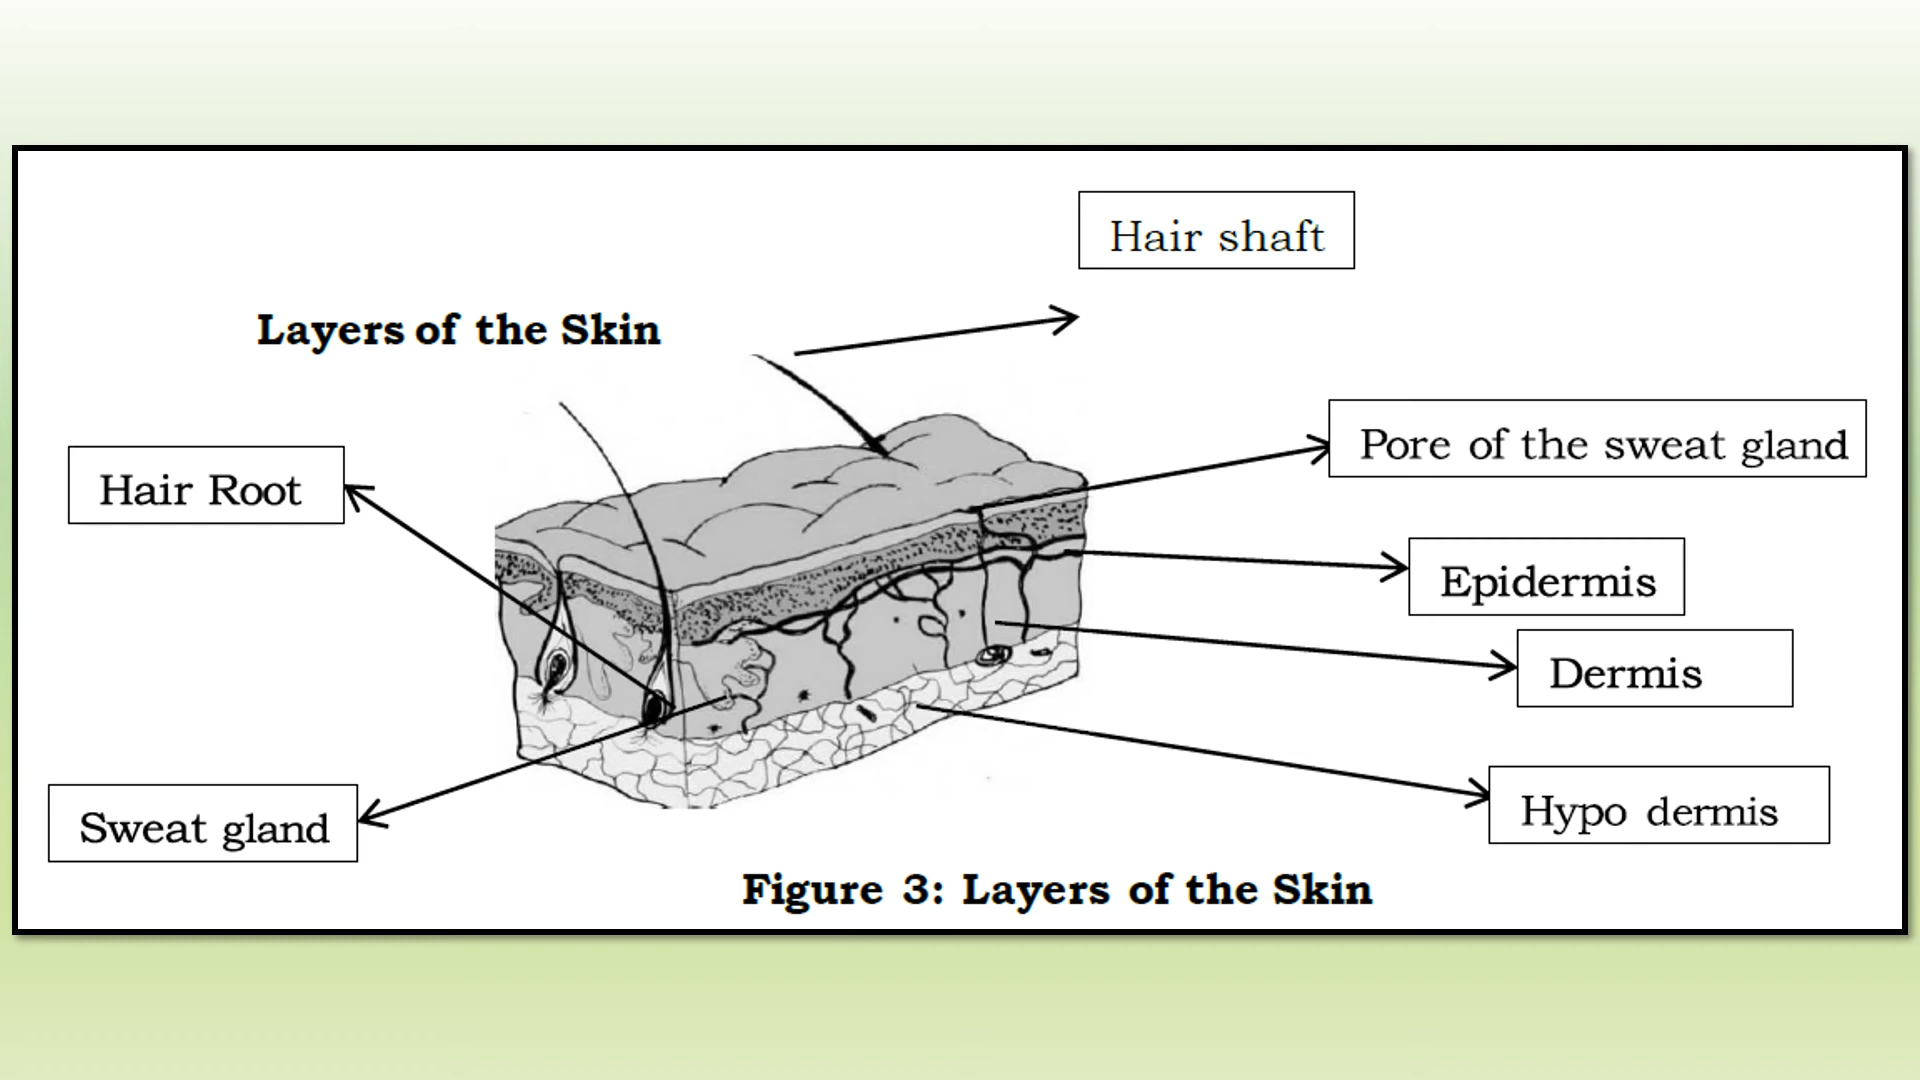 Hair shaft
Layers of the Skin
Pore of the sweat gland
Hair Root
Epidermis
Dermis
Hypo dermis
Sweat gland
Figure 3: Layers of the Skin